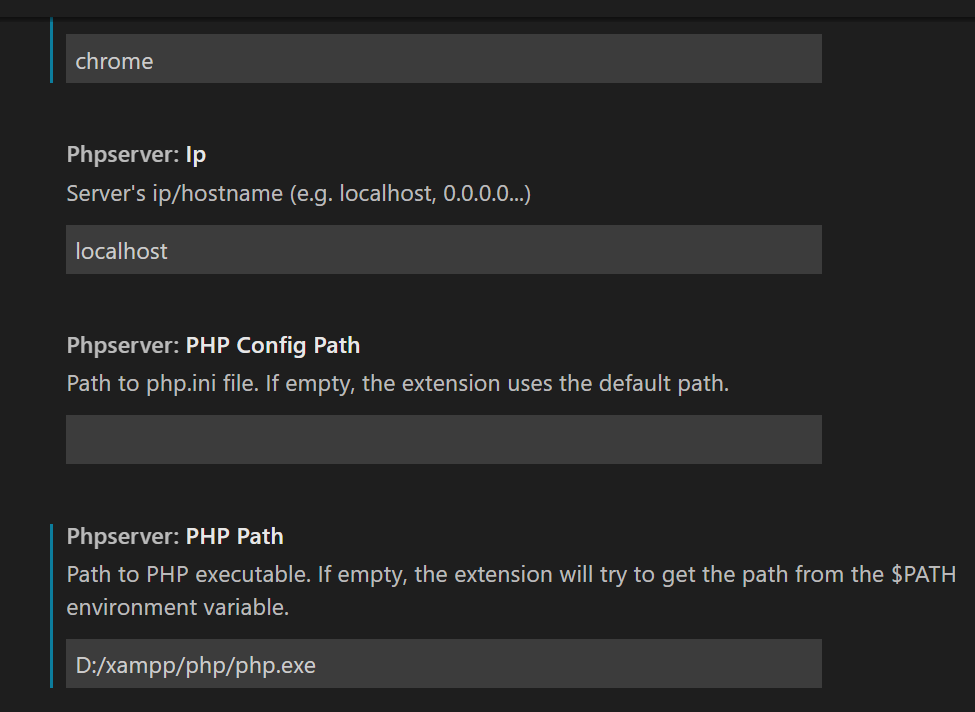 chrome
Phpserver: Ip
Server's ip/hostname (e.g. localhost, 0.0.0.0...)
localhost
Phpserver: PHP Config Path
Path to php.ini file. If empty, the extension uses the default path.
Phpserver: PHP Path
Path to PHP executable. If empty, the extension will try to get the path from the $PATH
environment variable.
D:/xampp/php/php.exe